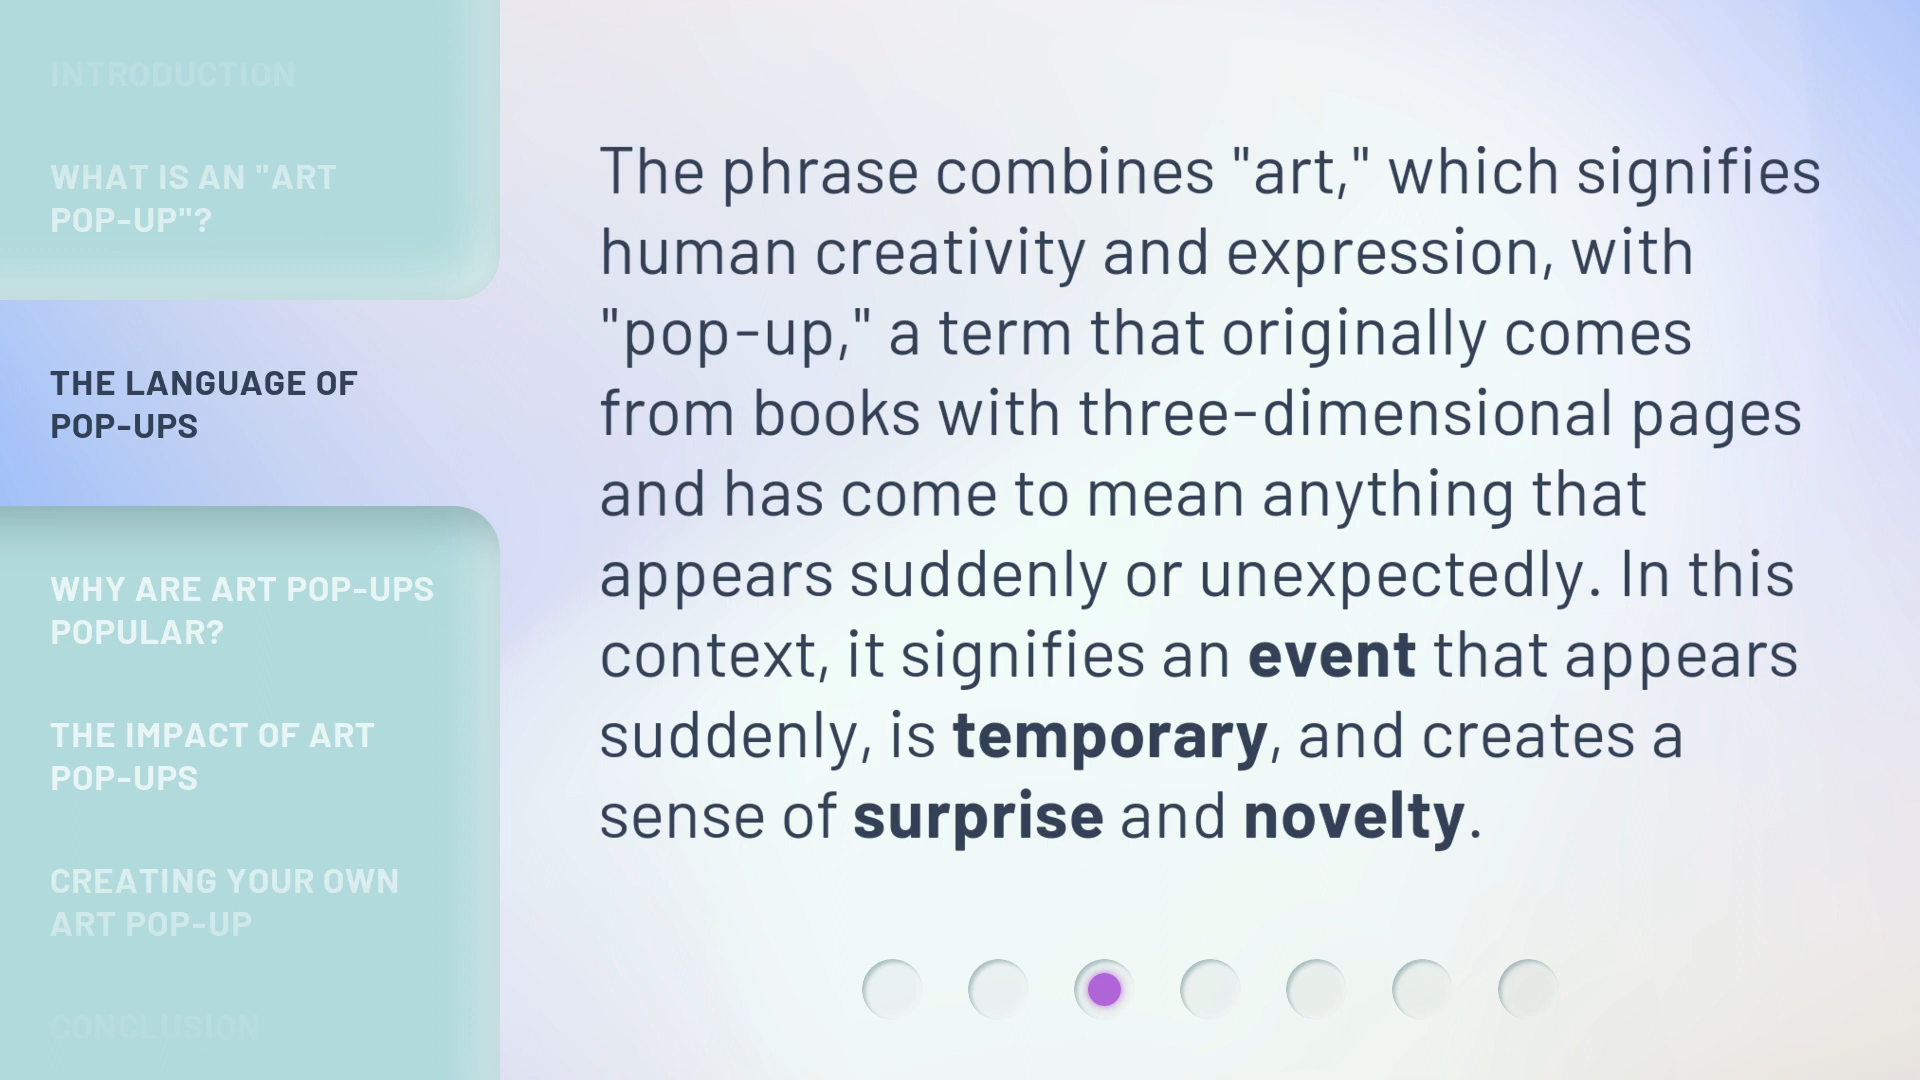 INTRODUCTION
WHAT IS AN "ART
POP-UP"?
THE LANGUAGE OF
POP-UPS
WHY ARE ART POP-UPS
POPULAR?
THE IMPACT OF ART
POP-UPS
CREATING YOUR OWN
ART POP-UP
CONCLUSION
The phrase combines "art," which signifies
human creativity and expression, with
"pop-up," a term that originally comes
from books with three-dimensional pages
and has come to mean anything that
appears suddenly or unexpectedly. In this
context, it signifies an event that appears
suddenly, is temporary, and creates a
sense of surprise and novelty.